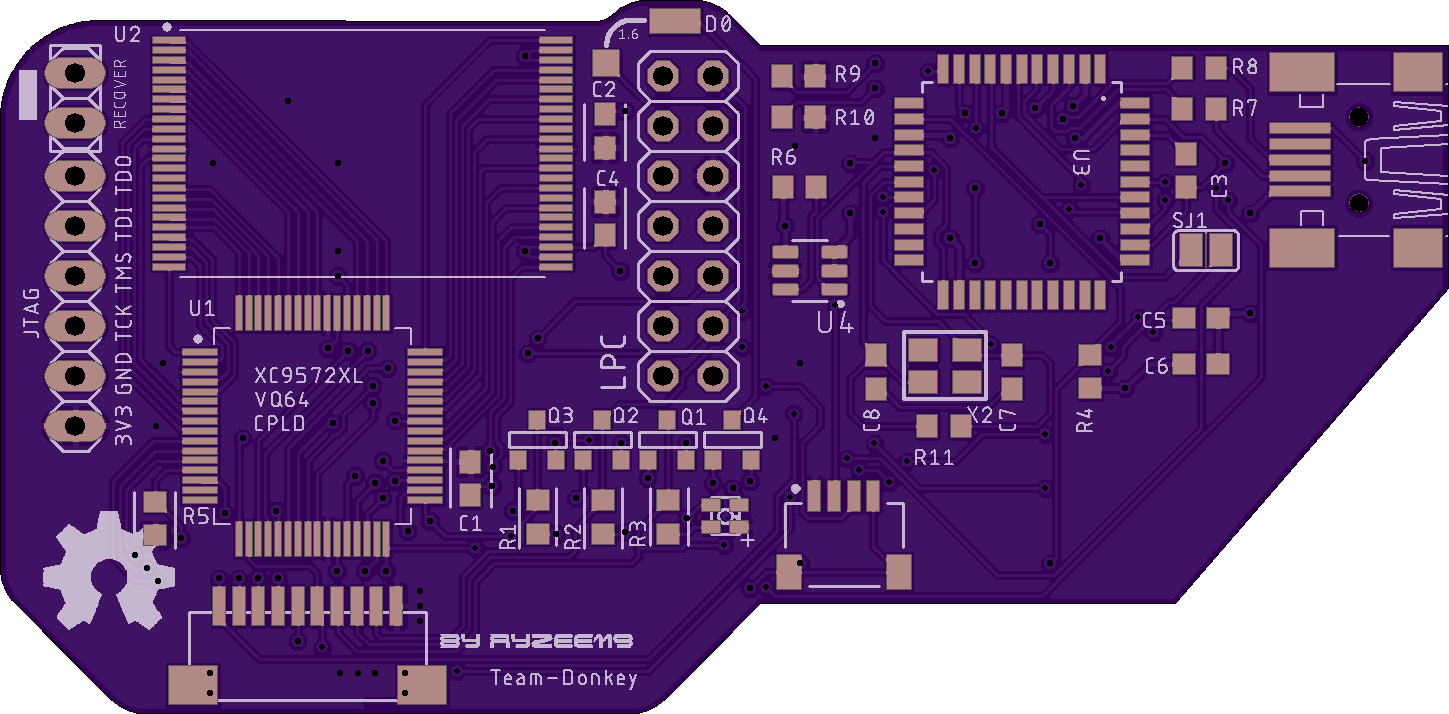 U2
1.6
D0
RECOVER
R9
R8
C2
R10
R7
R6
U3
TDO
C4
C3
TDI
SJ1
TMS
JTAG
U1
U4
TCK
C5
LPC
C6
GND
XC9572XL
VQ64
CPLD
3V3
Q3
Q2
Q1
Q4
C8
X2
C7
R4
R11
R5
C1
R1
R2
R3
+
BY RYZEE119
Team-Donkey